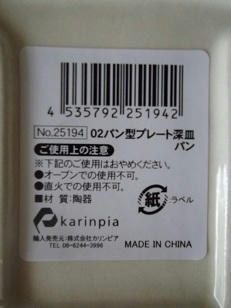 4 535792 251942
No.25194 02パン型プレート深皿
パン
ご使用上の注意
※下記のご使用はおやめください。
●オーブンでの使用不可。
●直火での使用不可。
■材 質:陶器
紙 :ラベル
karinpia
輸入発売元:株式会社カリンピア
TEL 06-6244-3996
MADE IN CHINA